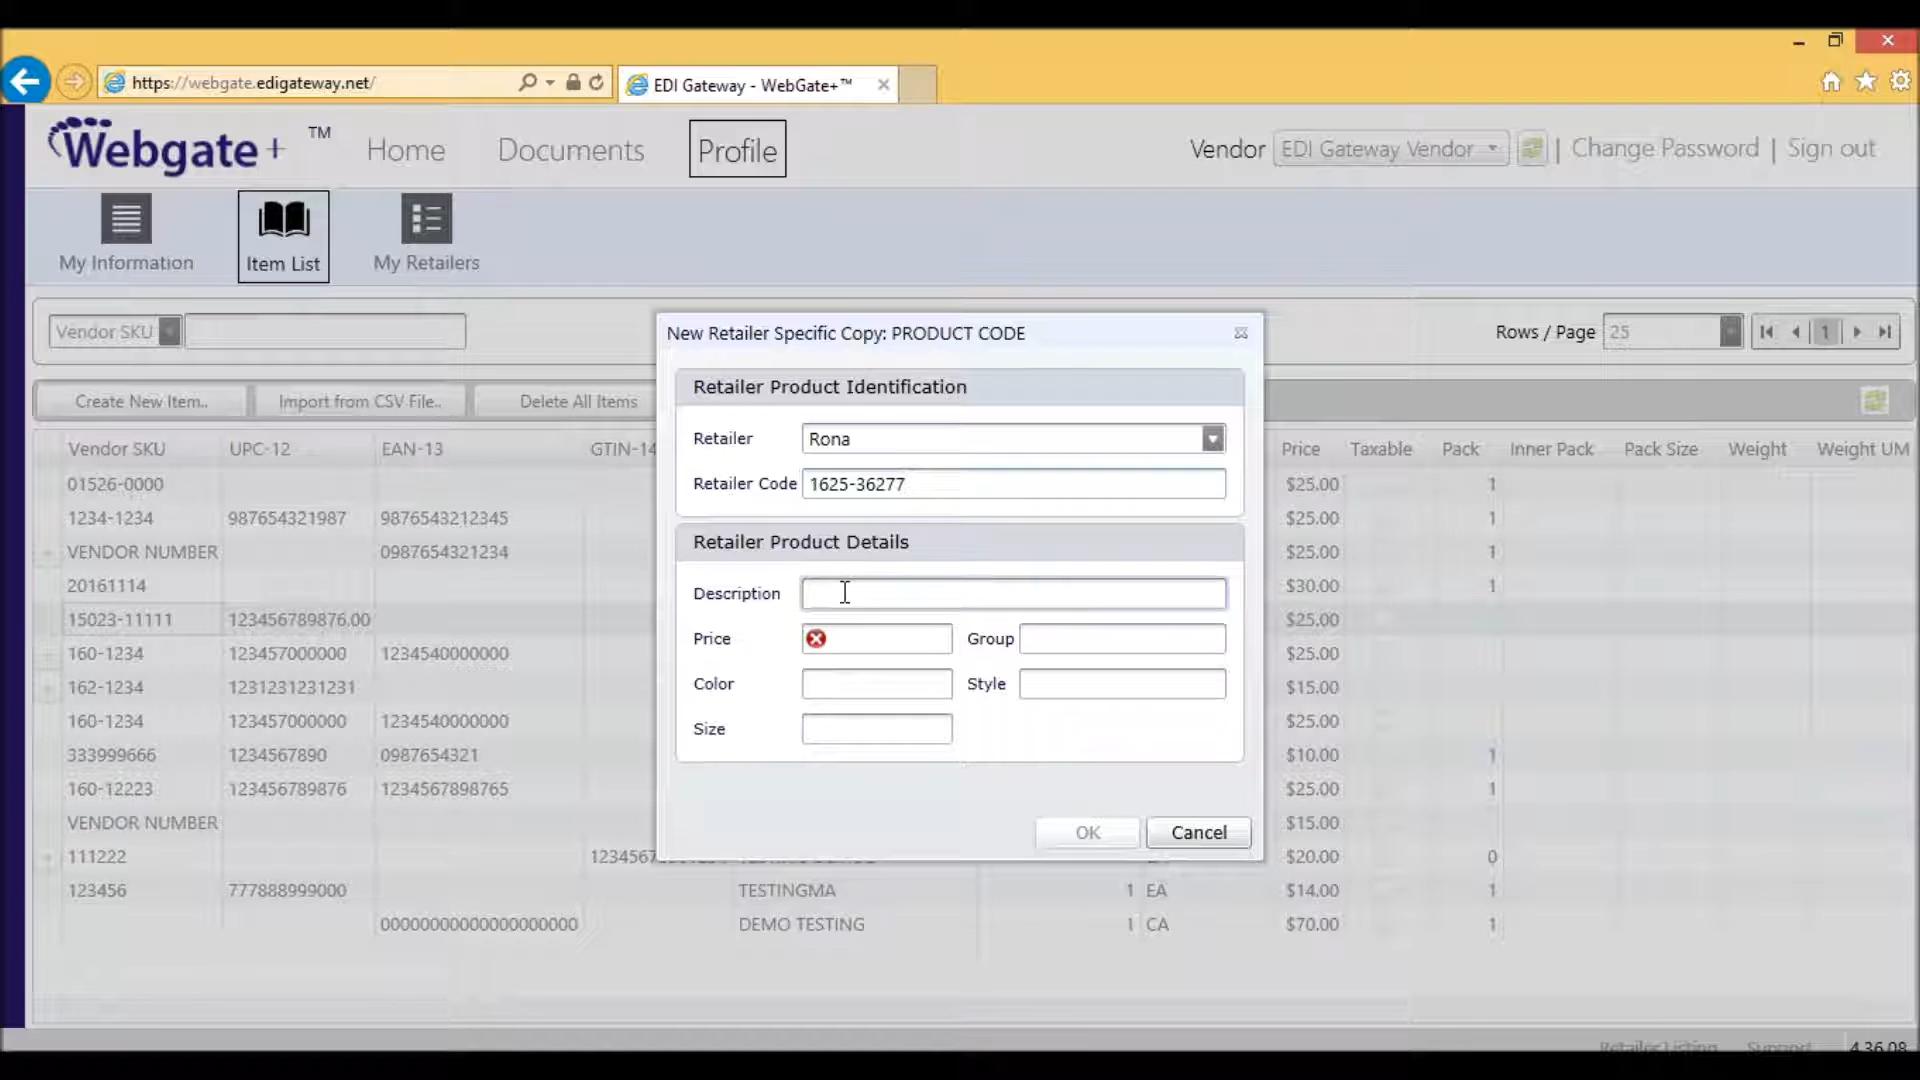 https://webgate.edigateway.net/
EDI Gateway - WebGate+™
Webgate+ ™
Home
Documents
Profile
Vendor
EDI Gateway Vendor
| Change Password | Sign out
My Information
Item List
My Retailers
Vendor SKU
Rows / Page
25
1
Create New Item..
Import from CSV File..
Delete All Items
New Retailer Specific Copy: PRODUCT CODE
Retailer Product Identification
Retailer
Rona
Retailer Code
1625-36277
Retailer Product Details
Description
Price
Group
Color
Style
Size
OK
Cancel
Vendor SKU UPC-12 EAN-13 GTIN-14 Price Taxable Pack Inner Pack Pack Size Weight Weight UM
01526-0000 $25.00 1
1234-1234 987654321987 9876543212345 $25.00 1
VENDOR NUMBER 0987654321234 $25.00 1
20161114 $30.00 1
15023-11111 123456789876.00 $25.00
160-1234 123457000000 1234540000000 $25.00
162-1234 1231231231231 $15.00
160-1234 123457000000 1234540000000 $25.00
333999666 1234567890 0987654321 $10.00 1
160-12223 123456789876 1234567898765 $25.00 1
VENDOR NUMBER $15.00
111222 $20.00 0
123456 777888999000 TESTINGMA 1 EA $14.00 1
00000000000000000000 DEMO TESTING 1 CA $70.00 1
Retailer Listing Support 4.36.08